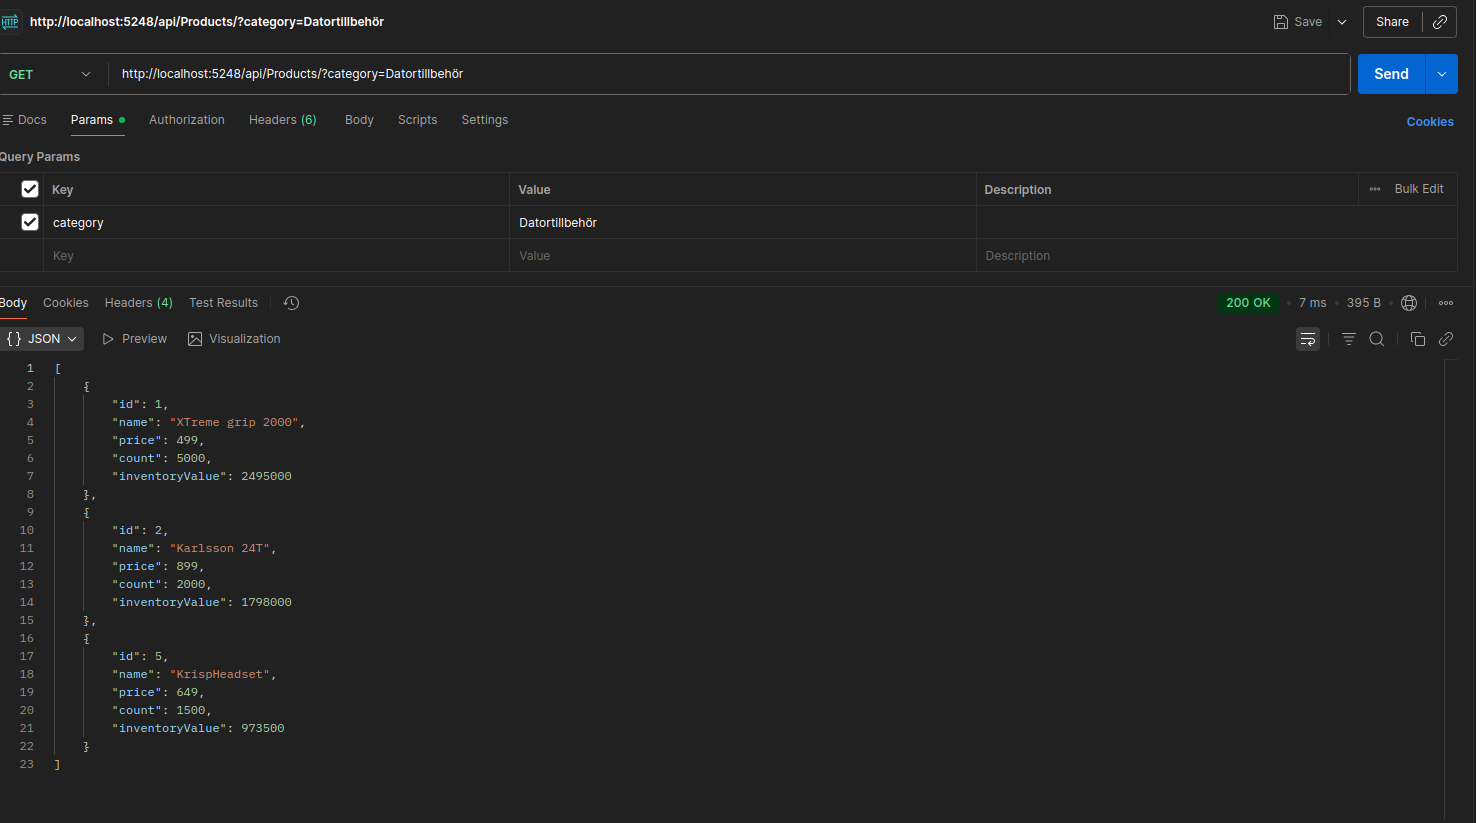 HTTP http://localhost:5248/api/Products/?category=Datortillbehör Save Share
GET http://localhost:5248/api/Products/?category=Datortillbehör Send
Docs Params Authorization Headers (6) Body Scripts Settings Cookies
Query Params
Key Value Description Bulk Edit
category Datortillbehör
Key Value Description
Body Cookies Headers (4) Test Results 200 OK 7 ms 395 B
{} JSON Preview Visualization
1 [
2 {
3 "id": 1,
4 "name": "XTreme grip 2000",
5 "price": 499,
6 "count": 5000,
7 "inventoryValue": 2495000
8 },
9 {
10 "id": 2,
11 "name": "Karlsson 24T",
12 "price": 899,
13 "count": 2000,
14 "inventoryValue": 1798000
15 },
16 {
17 "id": 5,
18 "name": "KrispHeadset",
19 "price": 649,
20 "count": 1500,
21 "inventoryValue": 973500
22 }
23 ]